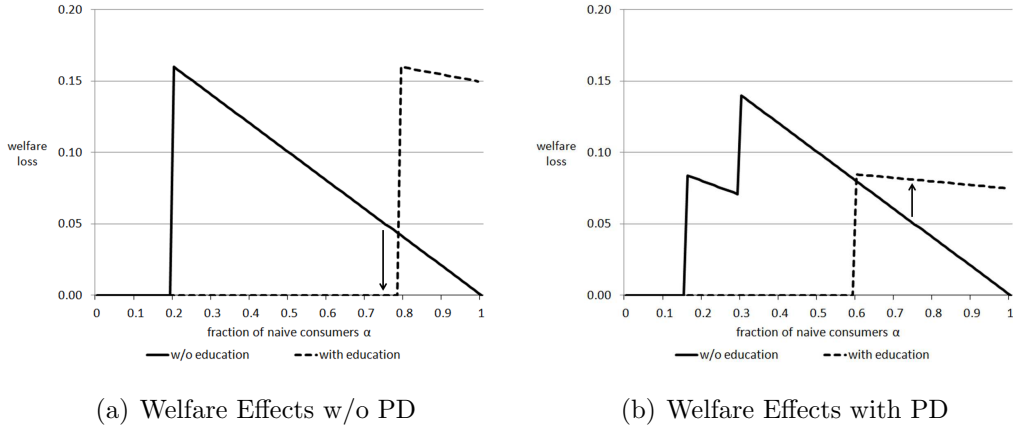 0.20
0.15
welfare
loss
0.10
0.05
0.00
0 0.1 0.2 0.3 0.4 0.5 0.6 0.7 0.8 0.9 1
fraction of naive consumers α
w/o education with education
(a) Welfare Effects w/o PD
0.20
0.15
welfare
loss
0.10
0.05
0.00
0 0.1 0.2 0.3 0.4 0.5 0.6 0.7 0.8 0.9 1
fraction of naive consumers α
w/o education with education
(b) Welfare Effects with PD